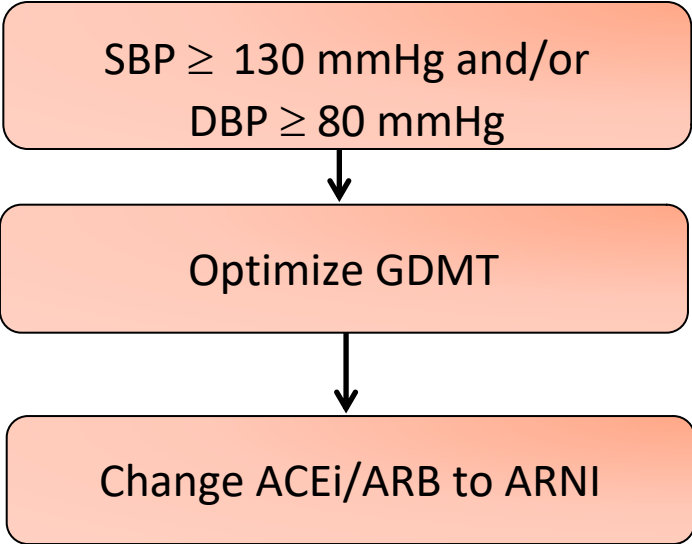 SBP ≥ 130 mmHg and/or
DBP ≥ 80 mmHg
Optimize GDMT
Change ACEi/ARB to ARNI